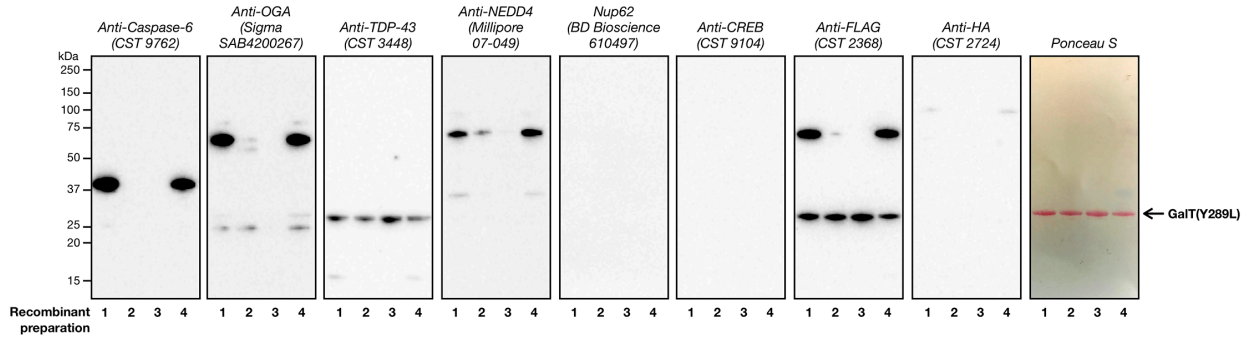 Anti-Caspase-6
(CST 9762)
Anti-OGA
(Sigma
SAB4200267)
Anti-TDP-43
(CST 3448)
Anti-NEDD4
(Millipore
07-049)
Nup62
(BD Bioscience
610497)
Anti-CREB
(CST 9104)
Anti-FLAG
(CST 2368)
Anti-HA
(CST 2724)
Ponceau S
kDa
250
150
100
75
50
37
25
20
15
GalT(Y289L)
Recombinant
preparation
1 2 3 4
1 2 3 4
1 2 3 4
1 2 3 4
1 2 3 4
1 2 3 4
1 2 3 4
1 2 3 4
1 2 3 4